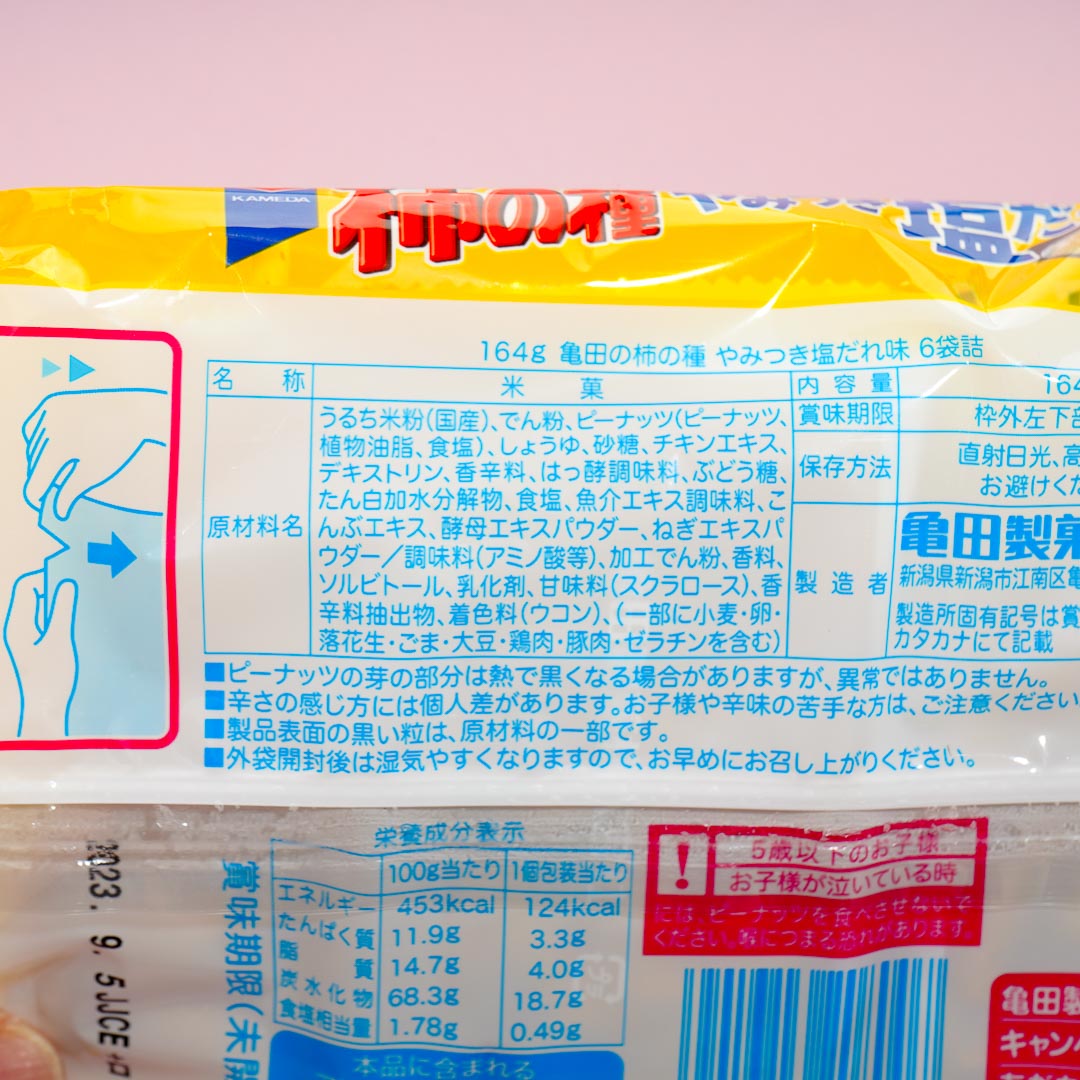 KAMEDA
柿の種 やみつき塩だ
164g 亀田の柿の種 やみつき塩だれ味 6袋詰
名 称 米 菓
原材料名
うるち米粉(国産)、でん粉、ピーナッツ(ピーナッツ、
植物油脂、食塩)、しょうゆ、砂糖、チキンエキス、
デキストリン、香辛料、はっ酵調味料、ぶどう糖、
たん白加水分解物、食塩、魚介エキス調味料、こ
んぶエキス、酵母エキスパウダー、ねぎエキスパ
ウダー/調味料(アミノ酸等)、加工でん粉、香料、
ソルビトール、乳化剤、甘味料(スクラロース)、香
辛料抽出物、着色料(ウコン)、(一部に小麦・卵・
落花生・ごま・大豆・鶏肉・豚肉・ゼラチンを含む)
内容量 164
賞味期限 枠外左下部
保存方法 直射日光、高
お避けくだ
製造者 亀田製菓
新潟県新潟市江南区亀
製造所固有記号は賞
カタカナにて記載
■ピーナッツの芽の部分は熱で黒くなる場合がありますが、異常ではありません。
■辛さの感じ方には個人差があります。お子様や辛味の苦手な方は、ご注意ください
■製品表面の黒い粒は、原材料の一部です。
■外袋開封後は湿気やすくなりますので、お早めにお召し上がりください。
栄養成分表示
100g当たり 1個包装当たり
エネルギー 453kcal 124kcal
たんぱく質 11.9g 3.3g
脂質 14.7g 4.0g
炭水化物 68.3g 18.7g
食塩相当量 1.78g 0.49g
本品に含まれる
賞味期限(未開
2023. 9. 5JJCE
! 5歳以下のお子様
お子様が泣いている時
には、ピーナッツを食べさせないで
ください。喉につまる恐れがあります。
亀田製
キャンペ